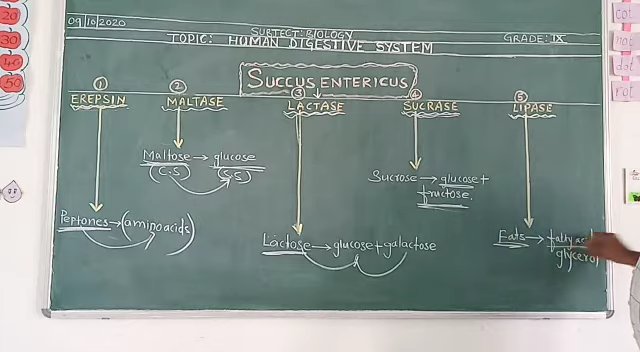 09/10/2020
SUBJECT: BIOLOGY
GRADE: IX
TOPIC: HUMAN DIGESTIVE SYSTEM
SUCCUS ENTERICUS
① EREPSIN
② MALTASE
③ LACTASE
④ SUCRASE
⑤ LIPASE
Maltose → glucose
(C.S) (S.S)
Sucrose → glucose +
fructose.
Peptones → (aminoacids)
Lactose → glucose + galactose
Fats → fatty acid
glycerol
20
30
40
50